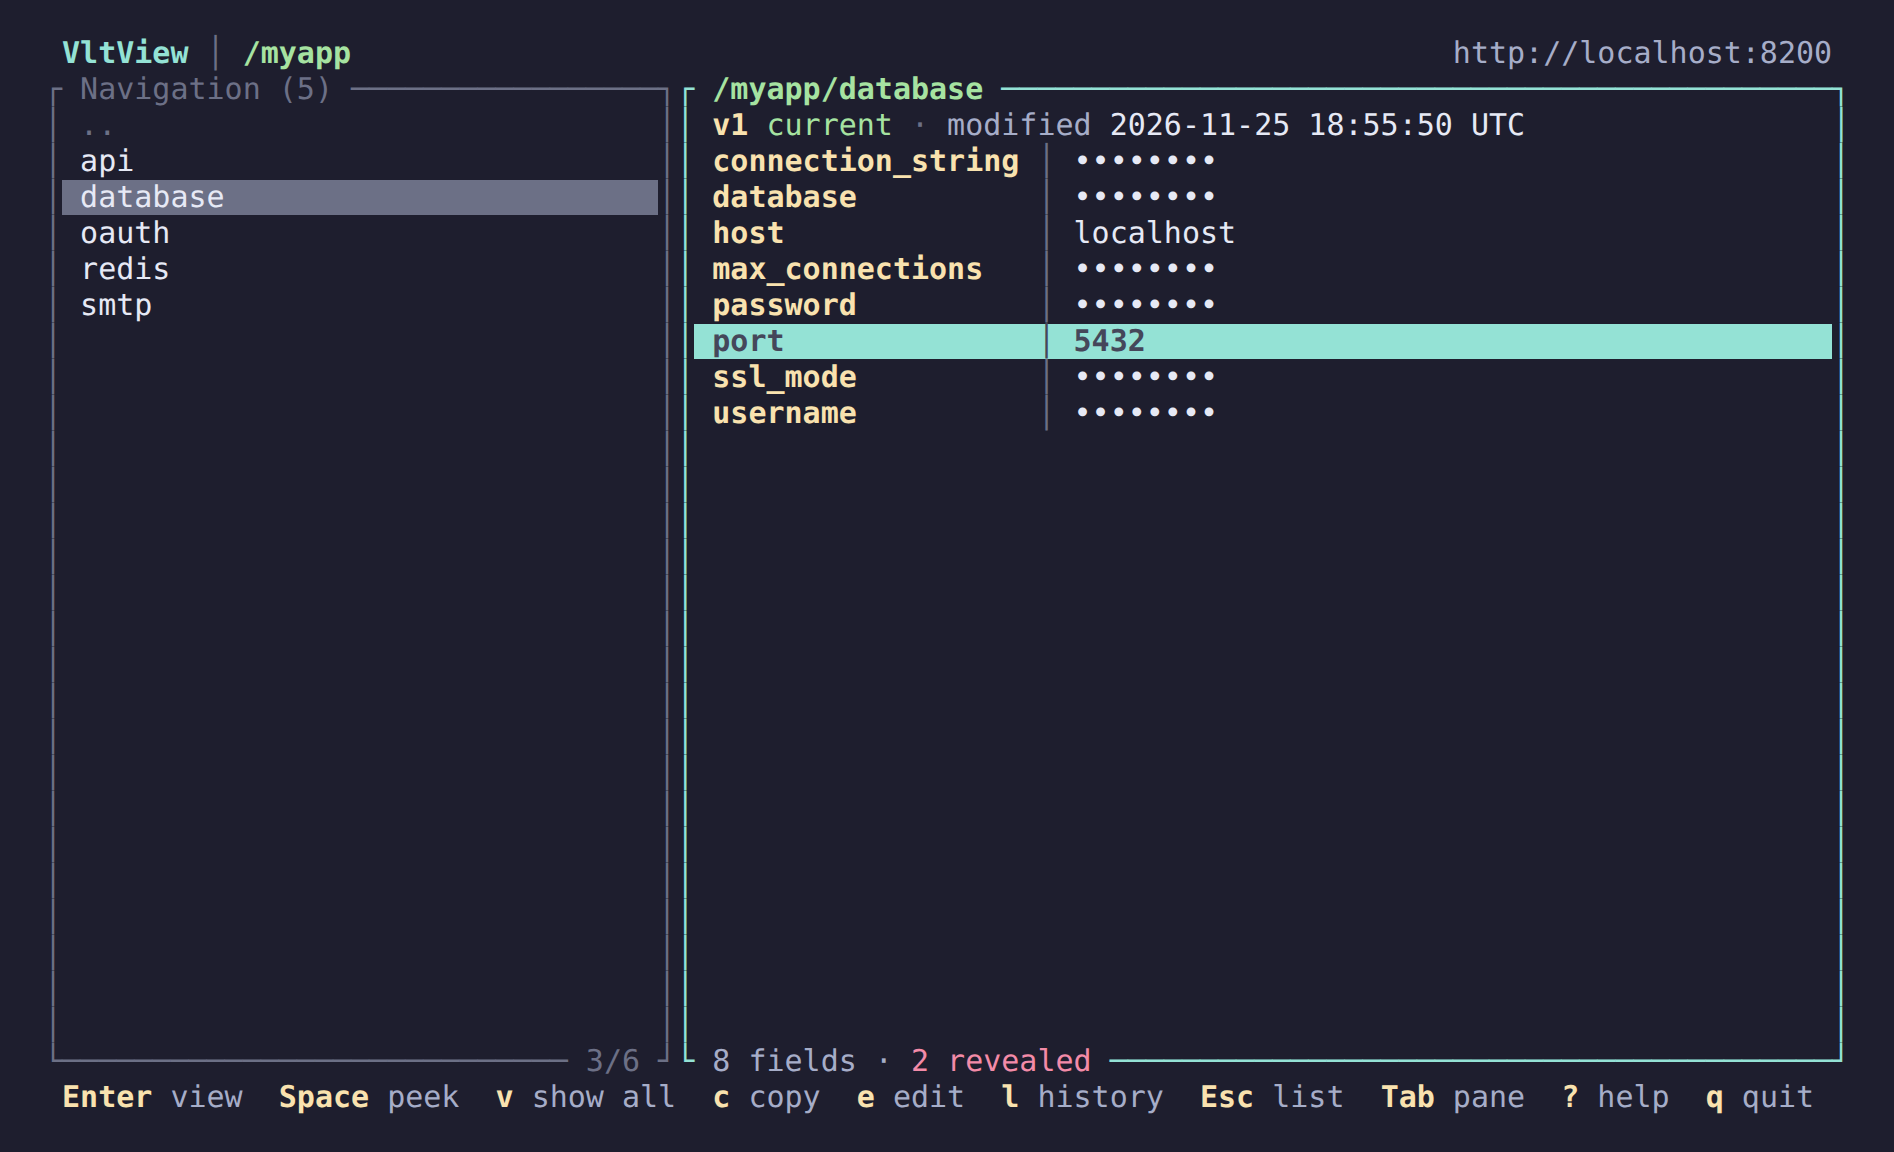 VltView │ /myapp http://localhost:8200
Navigation (5)
..
api
database
oauth
redis
smtp
3/6
/myapp/database
v1 current · modified 2026-11-25 18:55:50 UTC
connection_string │ ••••••••
database │ ••••••••
host │ localhost
max_connections │ ••••••••
password │ ••••••••
port │ 5432
ssl_mode │ ••••••••
username │ ••••••••
8 fields · 2 revealed
Enter view Space peek v show all c copy e edit l history Esc list Tab pane ? help q quit